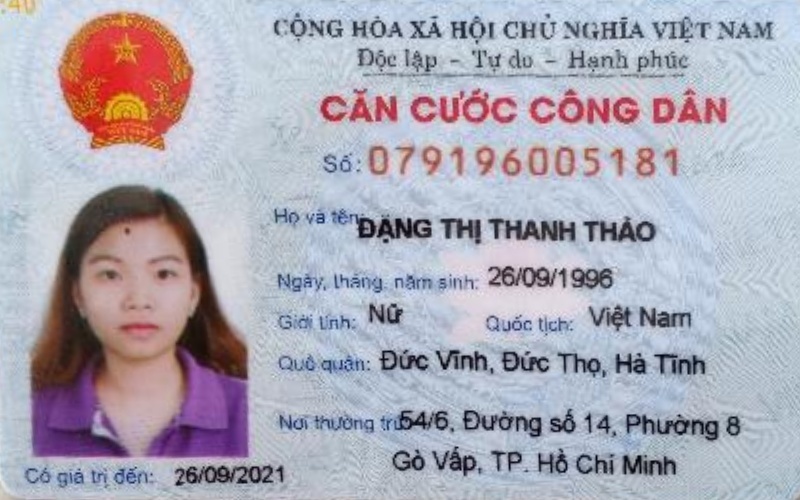 :40
CỘNG HÒA XÃ HỘI CHỦ NGHĨA VIỆT NAM
Độc lập - Tự do - Hạnh phúc
CĂN CƯỚC CÔNG DÂN
Số: 079196005181
Họ và tên: ĐẶNG THỊ THANH THẢO
Ngày, tháng, năm sinh: 26/09/1996
Giới tính: Nữ Quốc tịch: Việt Nam
Quê quán: Đức Vĩnh, Đức Thọ, Hà Tĩnh
Nơi thường trú: 54/6, Đường số 14, Phường 8
Gò Vấp, TP. Hồ Chí Minh
Có giá trị đến: 26/09/2021